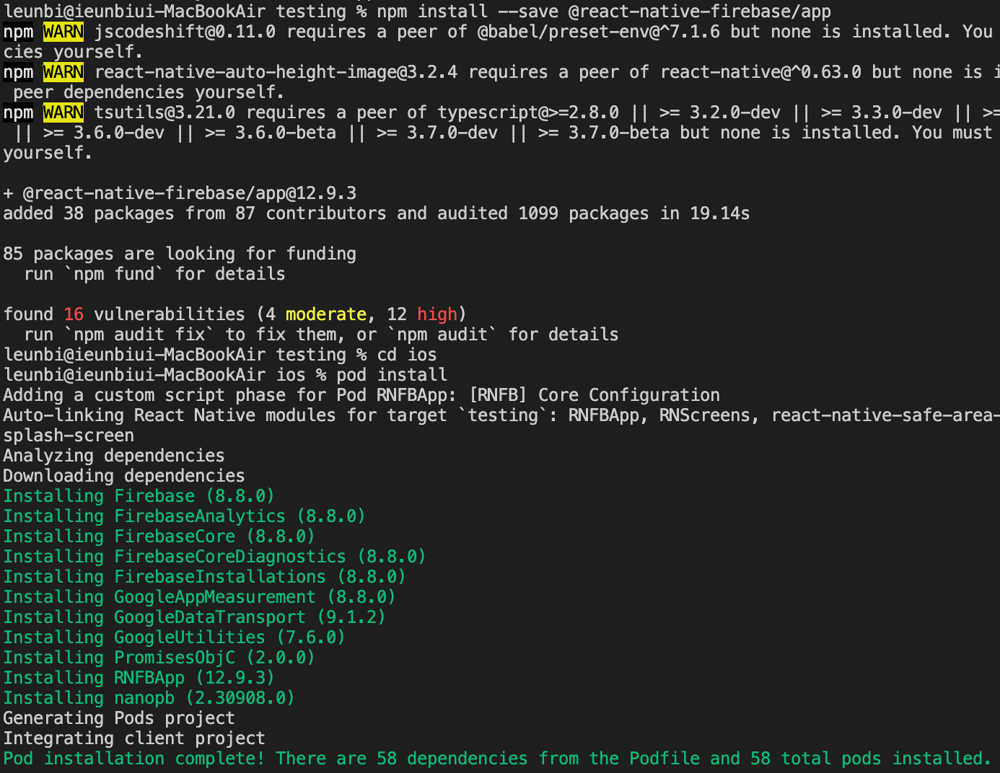 leunbi@ieunbiui-MacBookAir testing % npm install --save @react-native-firebase/app
npm WARN jscodeshift@0.11.0 requires a peer of @babel/preset-env@^7.1.6 but none is installed. You
cies yourself.
npm WARN react-native-auto-height-image@3.2.4 requires a peer of react-native@^0.63.0 but none is i
peer dependencies yourself.
npm WARN tsutils@3.21.0 requires a peer of typescript@>=2.8.0 || >= 3.2.0-dev || >= 3.3.0-dev || >=
|| >= 3.6.0-dev || >= 3.6.0-beta || >= 3.7.0-dev || >= 3.7.0-beta but none is installed. You must
yourself.
+ @react-native-firebase/app@12.9.3
added 38 packages from 87 contributors and audited 1099 packages in 19.14s
85 packages are looking for funding
run `npm fund` for details
found 16 vulnerabilities (4 moderate, 12 high)
run `npm audit fix` to fix them, or `npm audit` for details
leunbi@ieunbiui-MacBookAir testing % cd ios
leunbi@ieunbiui-MacBookAir ios % pod install
Adding a custom script phase for Pod RNFBApp: [RNFB] Core Configuration
Auto-linking React Native modules for target `testing`: RNFBApp, RNScreens, react-native-safe-area-
splash-screen
Analyzing dependencies
Downloading dependencies
Installing Firebase (8.8.0)
Installing FirebaseAnalytics (8.8.0)
Installing FirebaseCore (8.8.0)
Installing FirebaseCoreDiagnostics (8.8.0)
Installing FirebaseInstallations (8.8.0)
Installing GoogleAppMeasurement (8.8.0)
Installing GoogleDataTransport (9.1.2)
Installing GoogleUtilities (7.6.0)
Installing PromisesObjC (2.0.0)
Installing RNFBApp (12.9.3)
Installing nanopb (2.30908.0)
Generating Pods project
Integrating client project
Pod installation complete! There are 58 dependencies from the Podfile and 58 total pods installed.